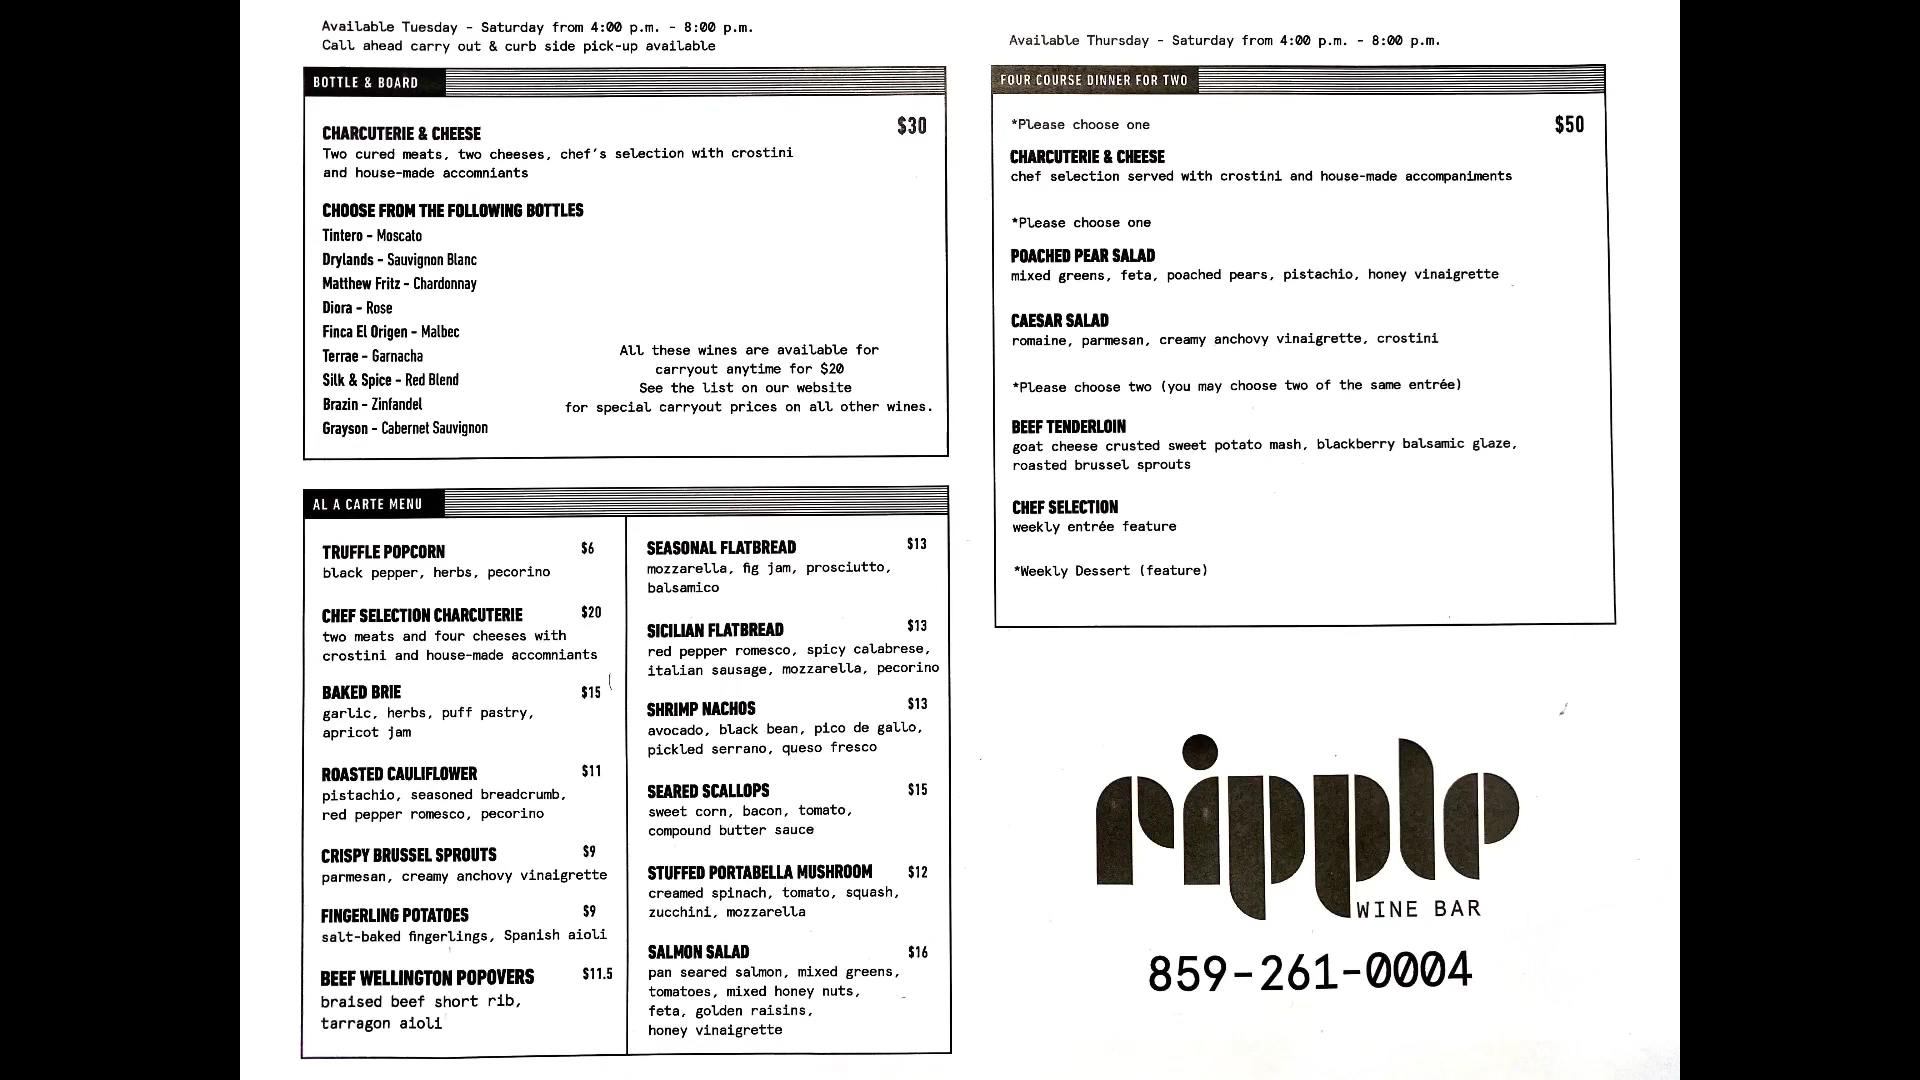 Available Tuesday - Saturday from 4:00 p.m. - 8:00 p.m.
Call ahead carry out & curb side pick-up available
BOTTLE & BOARD
CHARCUTERIE & CHEESE
$30
Two cured meats, two cheeses, chef's selection with crostini
and house-made accomniants
CHOOSE FROM THE FOLLOWING BOTTLES
Tintero - Moscato
Drylands - Sauvignon Blanc
Matthew Fritz - Chardonnay
Diora - Rose
Finca El Origen - Malbec
Terrae - Garnacha
Silk & Spice - Red Blend
Brazin - Zinfandel
Grayson - Cabernet Sauvignon
All these wines are available for
carryout anytime for $20
See the list on our website
for special carryout prices on all other wines.
AL A CARTE MENU
TRUFFLE POPCORN $6
black pepper, herbs, pecorino
CHEF SELECTION CHARCUTERIE $20
two meats and four cheeses with
crostini and house-made accomniants
BAKED BRIE $15
garlic, herbs, puff pastry,
apricot jam
ROASTED CAULIFLOWER $11
pistachio, seasoned breadcrumb,
red pepper romesco, pecorino
CRISPY BRUSSEL SPROUTS $9
parmesan, creamy anchovy vinaigrette
FINGERLING POTATOES $9
salt-baked fingerlings, Spanish aioli
BEEF WELLINGTON POPOVERS $11.5
braised beef short rib,
tarragon aioli
SEASONAL FLATBREAD $13
mozzarella, fig jam, prosciutto,
balsamico
SICILIAN FLATBREAD $13
red pepper romesco, spicy calabrese,
italian sausage, mozzarella, pecorino
SHRIMP NACHOS $13
avocado, black bean, pico de gallo,
pickled serrano, queso fresco
SEARED SCALLOPS $15
sweet corn, bacon, tomato,
compound butter sauce
STUFFED PORTABELLA MUSHROOM $12
creamed spinach, tomato, squash,
zucchini, mozzarella
SALMON SALAD $16
pan seared salmon, mixed greens,
tomatoes, mixed honey nuts,
feta, golden raisins,
honey vinaigrette
Available Thursday - Saturday from 4:00 p.m. - 8:00 p.m.
FOUR COURSE DINNER FOR TWO
*Please choose one $50
CHARCUTERIE & CHEESE
chef selection served with crostini and house-made accompaniments
*Please choose one
POACHED PEAR SALAD
mixed greens, feta, poached pears, pistachio, honey vinaigrette
CAESAR SALAD
romaine, parmesan, creamy anchovy vinaigrette, crostini
*Please choose two (you may choose two of the same entrée)
BEEF TENDERLOIN
goat cheese crusted sweet potato mash, blackberry balsamic glaze,
roasted brussel sprouts
CHEF SELECTION
weekly entrée feature
*Weekly Dessert (feature)
ripple
WINE BAR
859-261-0004